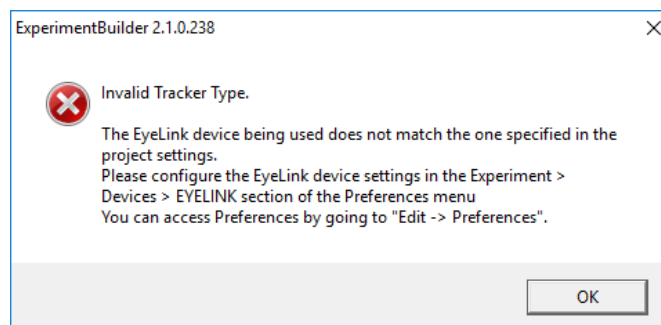 ExperimentBuilder 2.1.0.238
Invalid Tracker Type.
The EyeLink device being used does not match the one specified in the
project settings.
Please configure the EyeLink device settings in the Experiment >
Devices > EYELINK section of the Preferences menu
You can access Preferences by going to "Edit -> Preferences".
OK